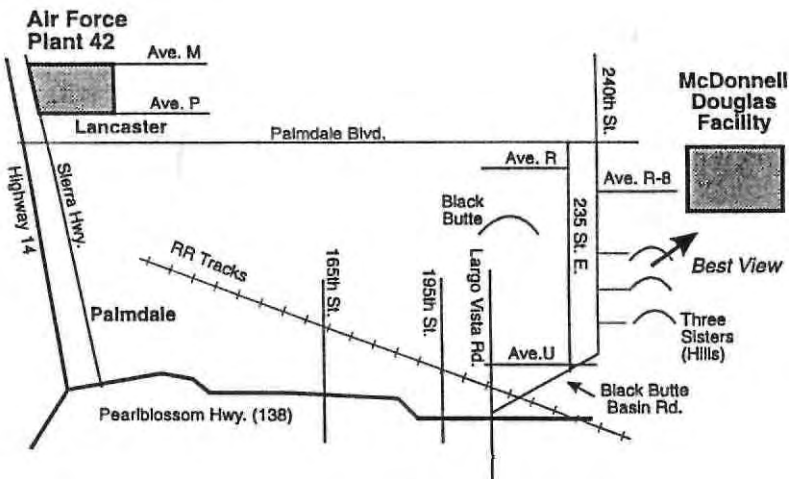 Air Force
Plant 42
Ave. M
Ave. P
Lancaster
Palmdale Blvd.
240th St.
McDonnell
Douglas
Facility
Ave. R
Ave. R-8
Black
Butte
235 St. E.
Highway 14
Sierra Hwy.
RR Tracks
165th St.
195th St.
Largo Vista Rd.
Best View
Palmdale
Three
Sisters
(Hills)
Ave.U
Black Butte
Basin Rd.
Pearlblossom Hwy. (138)